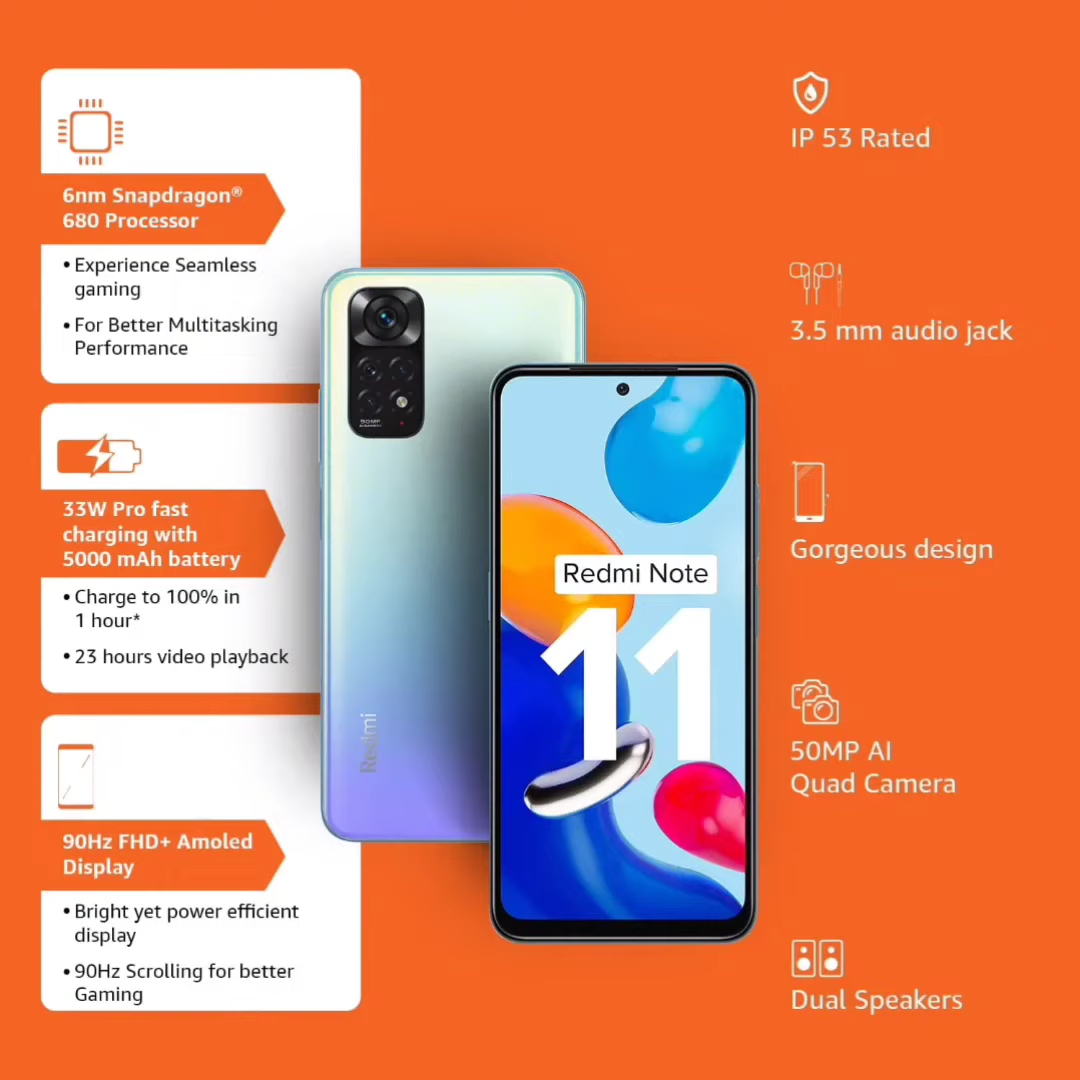 6nm Snapdragon®
680 Processor
• Experience Seamless
gaming
• For Better Multitasking
Performance
33W Pro fast
charging with
5000 mAh battery
• Charge to 100% in
1 hour*
• 23 hours video playback
90Hz FHD+ Amoled
Display
• Bright yet power efficient
display
• 90Hz Scrolling for better
Gaming
50MP
Redmi
Redmi Note
11
IP 53 Rated
3.5 mm audio jack
Gorgeous design
50MP AI
Quad Camera
Dual Speakers